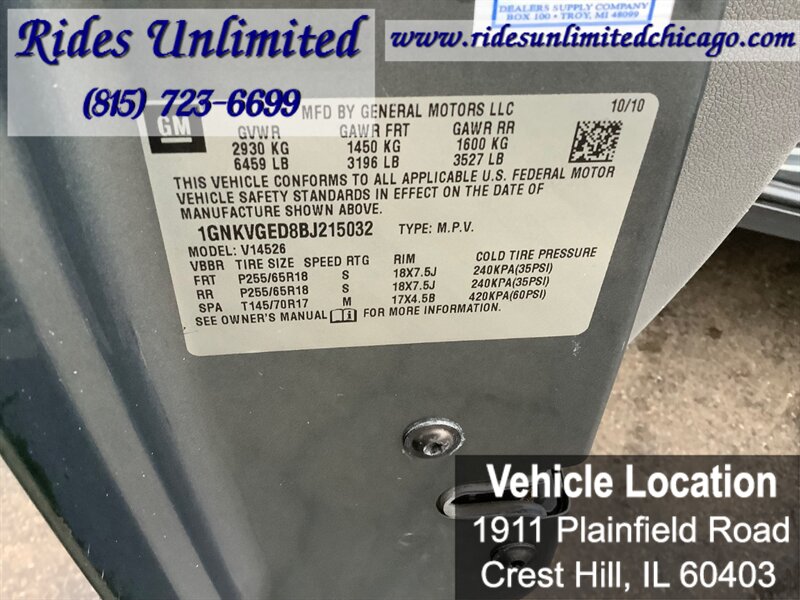 DEALERS SUPPLY COMPANY
BOX 100 • TROY, MI 48099
Rides Unlimited
www.ridesunlimitedchicago.com
(815) 723-6699
GM
MFD BY GENERAL MOTORS LLC 10/10
GVWR GAWR FRT GAWR RR
2930 KG 1450 KG 1600 KG
6459 LB 3196 LB 3527 LB
THIS VEHICLE CONFORMS TO ALL APPLICABLE U.S. FEDERAL MOTOR
VEHICLE SAFETY STANDARDS IN EFFECT ON THE DATE OF
MANUFACTURE SHOWN ABOVE.
1GNKVGED8BJ215032 TYPE: M.P.V.
MODEL: V14526
VBBR TIRE SIZE SPEED RTG RIM COLD TIRE PRESSURE
FRT P255/65R18 S 18X7.5J 240KPA(35PSI)
RR P255/65R18 S 18X7.5J 240KPA(35PSI)
SPA T145/70R17 M 17X4.5B 420KPA(60PSI)
SEE OWNER'S MANUAL FOR MORE INFORMATION.
Vehicle Location
1911 Plainfield Road
Crest Hill, IL 60403